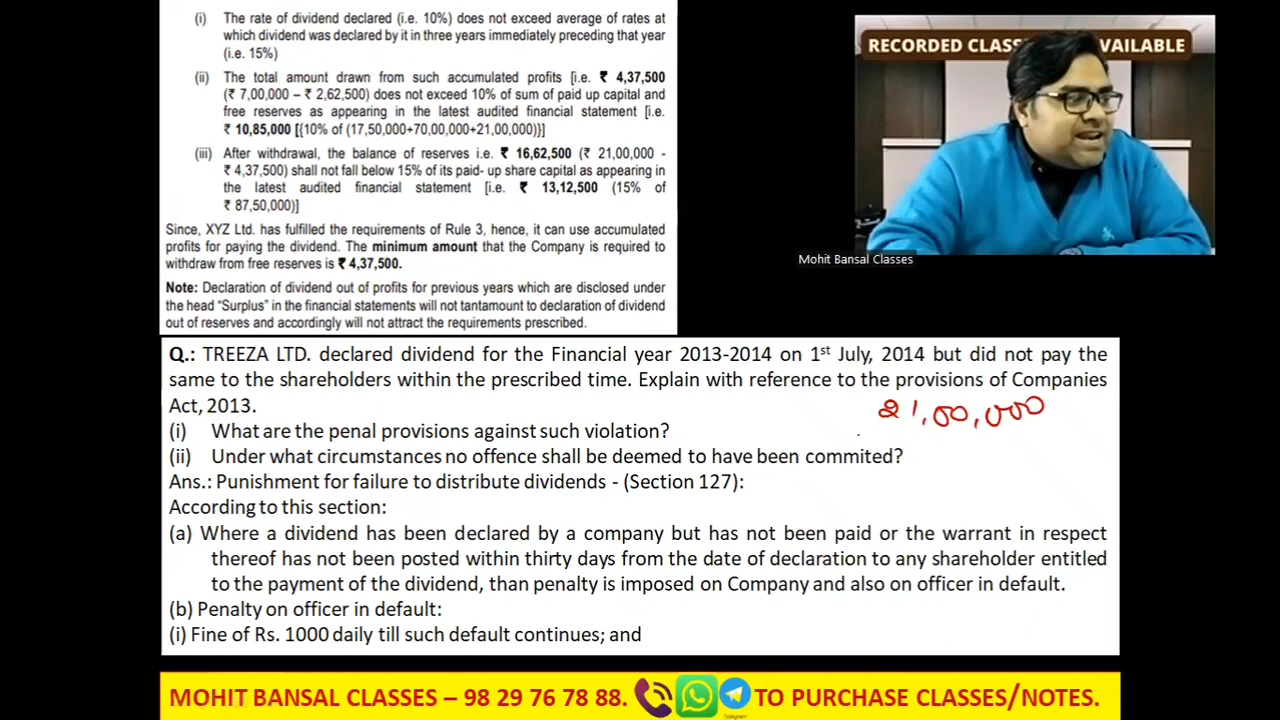 (i) The rate of dividend declared (i.e. 10%) does not exceed average of rates at
which dividend was declared by it in three years immediately preceding that year
(i.e. 15%)
(ii) The total amount drawn from such accumulated profits [i.e. ₹ 4,37,500
(₹ 7,00,000 – ₹ 2,62,500) does not exceed 10% of sum of paid up capital and
free reserves as appearing in the latest audited financial statement [i.e.
₹ 10,85,000 [{10% of (17,50,000+70,00,000+21,00,000)}]
(iii) After withdrawal, the balance of reserves i.e. ₹ 16,62,500 (₹ 21,00,000 -
₹ 4,37,500) shall not fall below 15% of its paid- up share capital as appearing in
the latest audited financial statement [i.e. ₹ 13,12,500 (15% of
₹ 87,50,000)]
Since, XYZ Ltd. has fulfilled the requirements of Rule 3, hence, it can use accumulated
profits for paying the dividend. The minimum amount that the Company is required to
withdraw from free reserves is ₹ 4,37,500.
Note: Declaration of dividend out of profits for previous years which are disclosed under
the head “Surplus” in the financial statements will not tantamount to declaration of dividend
out of reserves and accordingly will not attract the requirements prescribed.
RECORDED CLASS AVAILABLE
Mohit Bansal Classes
Q.: TREEZA LTD. declared dividend for the Financial year 2013-2014 on 1st July, 2014 but did not pay the
same to the shareholders within the prescribed time. Explain with reference to the provisions of Companies
Act, 2013.
21,00,000
(i) What are the penal provisions against such violation?
(ii) Under what circumstances no offence shall be deemed to have been commited?
Ans.: Punishment for failure to distribute dividends - (Section 127):
According to this section:
(a) Where a dividend has been declared by a company but has not been paid or the warrant in respect
thereof has not been posted within thirty days from the date of declaration to any shareholder entitled
to the payment of the dividend, than penalty is imposed on Company and also on officer in default.
(b) Penalty on officer in default:
(i) Fine of Rs. 1000 daily till such default continues; and
MOHIT BANSAL CLASSES – 98 29 76 78 88. TO PURCHASE CLASSES/NOTES.
Telegram